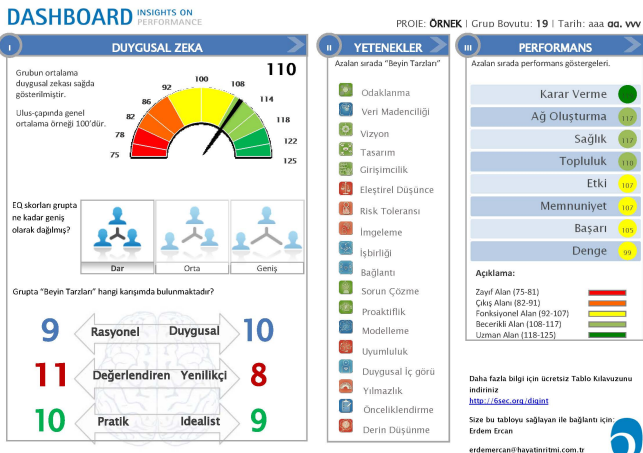 DASHBOARD INSIGHTS ON PERFORMANCE
PROJE: ÖRNEK | Grup Boyutu: 19 | Tarih: aaa gg, yyy
I DUYGUSAL ZEKA
Grubun ortalama
duygusal zekası sağda
gösterilmiştir.
Ulus-çapında genel
ortalama örneği 100'dür.
110
75
78
82
86
92
100
108
114
118
122
125
EQ skorları grupta
ne kadar geniş
olarak dağılmış?
Dar Orta Geniş
Grupta "Beyin Tarzları" hangi karışımda bulunmaktadır?
9 Rasyonel Duygusal 10
11 Değerlendiren Yenilikçi 8
10 Pratik Idealist 9
II YETENEKLER
Azalan sırada "Beyin Tarzları"
Odaklanma
Veri Madenciliği
Vizyon
Tasarım
Girişimcilik
Eleştirel Düşünce
Risk Toleransı
İmgeleme
İşbirliği
Bağlantı
Sorun Çözme
Proaktiflik
Modelleme
Uyumluluk
Duygusal İç görü
Yılmazlık
Önceliklendirme
Derin Düşünme
III PERFORMANS
Azalan sırada performans göstergeleri.
Karar Verme
Ağ Oluşturma 117
Sağlık 117
Topluluk 110
Etki 107
Memnuniyet 107
Başarı 105
Denge 99
Açıklama:
Zayıf Alan (75-81)
Çıkış Alanı (82-91)
Fonksiyonel Alan (92-107)
Becerikli Alan (108-117)
Uzman Alan (118-125)
Daha fazla bilgi için ücretsiz Tablo Kılavuzunu
indiriniz
http://6sec.org/digint
Size bu tabloyu sağlayan ile bağlantı için:
Erdem Ercan
erdemercan@hayatinritmi.com.tr